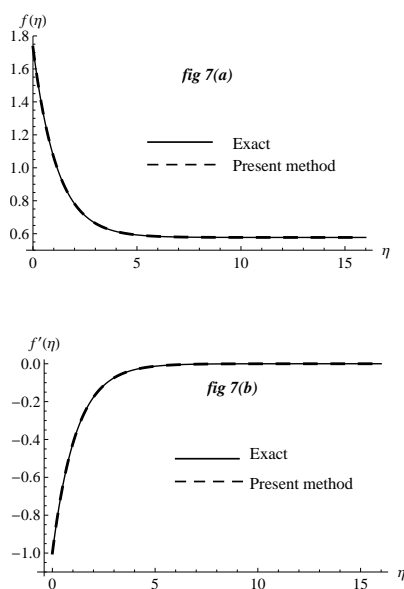 f(η)
1.8
fig 7(a)
1.6
1.4
1.2
Exact
1.0
Present method
0.8
0.6
0 5 10 15 η
f′(η)
0.0
fig 7(b)
−0.2
−0.4
Exact
−0.6
Present method
−0.8
−1.0
0 5 10 15 η